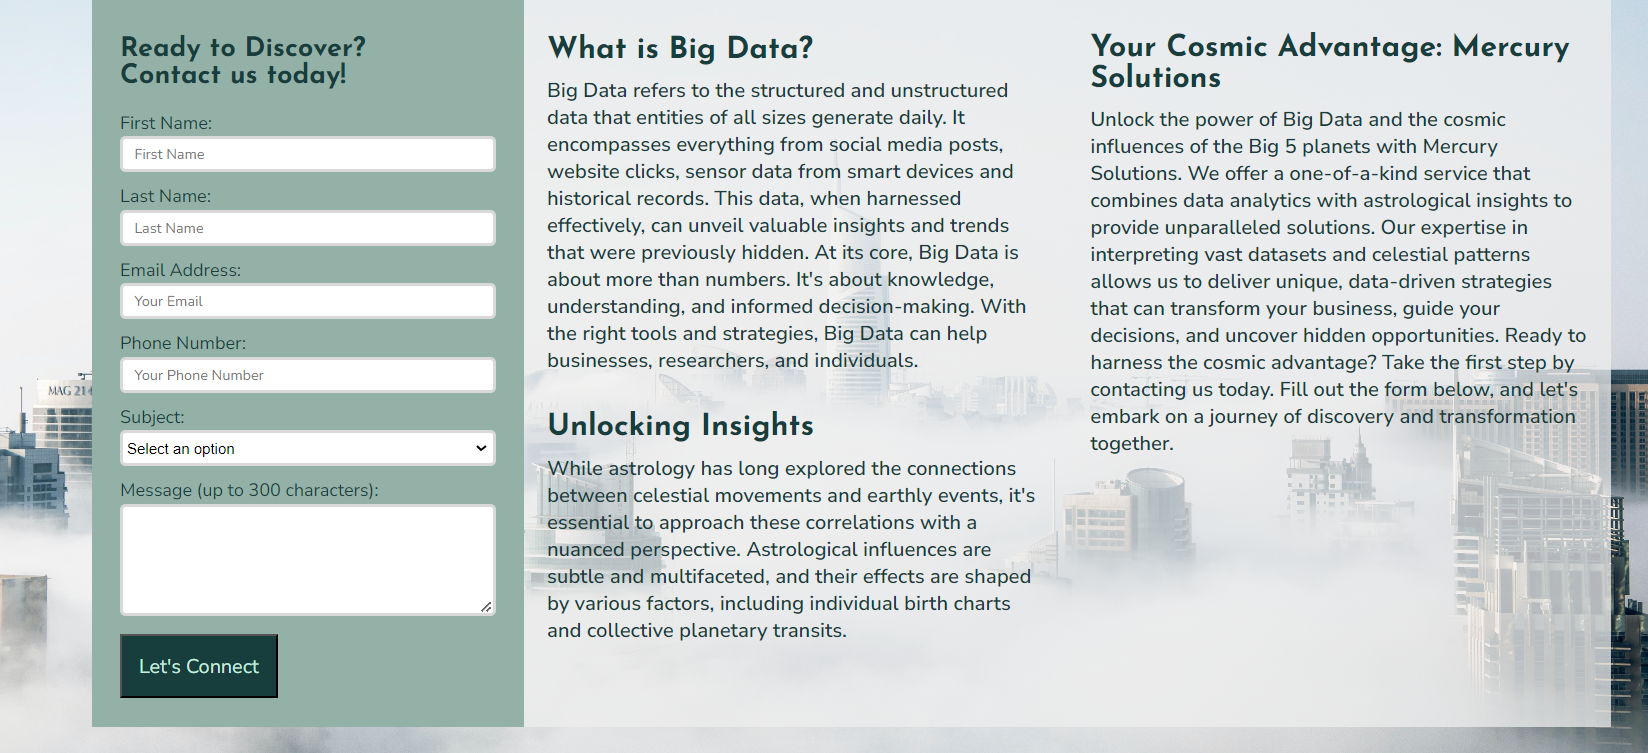 Ready to Discover?
Contact us today!
First Name:
First Name
Last Name:
Last Name
Email Address:
Your Email
Phone Number:
Your Phone Number
Subject:
Select an option
Message (up to 300 characters):
Let's Connect
What is Big Data?
Big Data refers to the structured and unstructured
data that entities of all sizes generate daily. It
encompasses everything from social media posts,
website clicks, sensor data from smart devices and
historical records. This data, when harnessed
effectively, can unveil valuable insights and trends
that were previously hidden. At its core, Big Data is
about more than numbers. It's about knowledge,
understanding, and informed decision-making. With
the right tools and strategies, Big Data can help
businesses, researchers, and individuals.
Unlocking Insights
While astrology has long explored the connections
between celestial movements and earthly events, it's
essential to approach these correlations with a
nuanced perspective. Astrological influences are
subtle and multifaceted, and their effects are shaped
by various factors, including individual birth charts
and collective planetary transits.
Your Cosmic Advantage: Mercury
Solutions
Unlock the power of Big Data and the cosmic
influences of the Big 5 planets with Mercury
Solutions. We offer a one-of-a-kind service that
combines data analytics with astrological insights to
provide unparalleled solutions. Our expertise in
interpreting vast datasets and celestial patterns
allows us to deliver unique, data-driven strategies
that can transform your business, guide your
decisions, and uncover hidden opportunities. Ready to
harness the cosmic advantage? Take the first step by
contacting us today. Fill out the form below, and let's
embark on a journey of discovery and transformation
together.
MAG 214